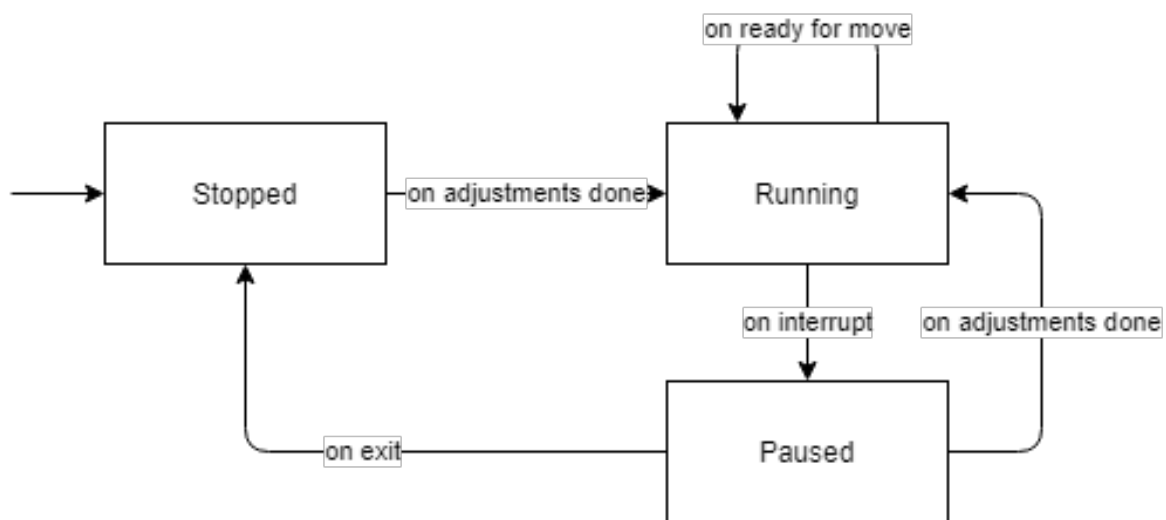 on ready for move
Stopped
on adjustments done
Running
on interrupt
on adjustments done
on exit
Paused